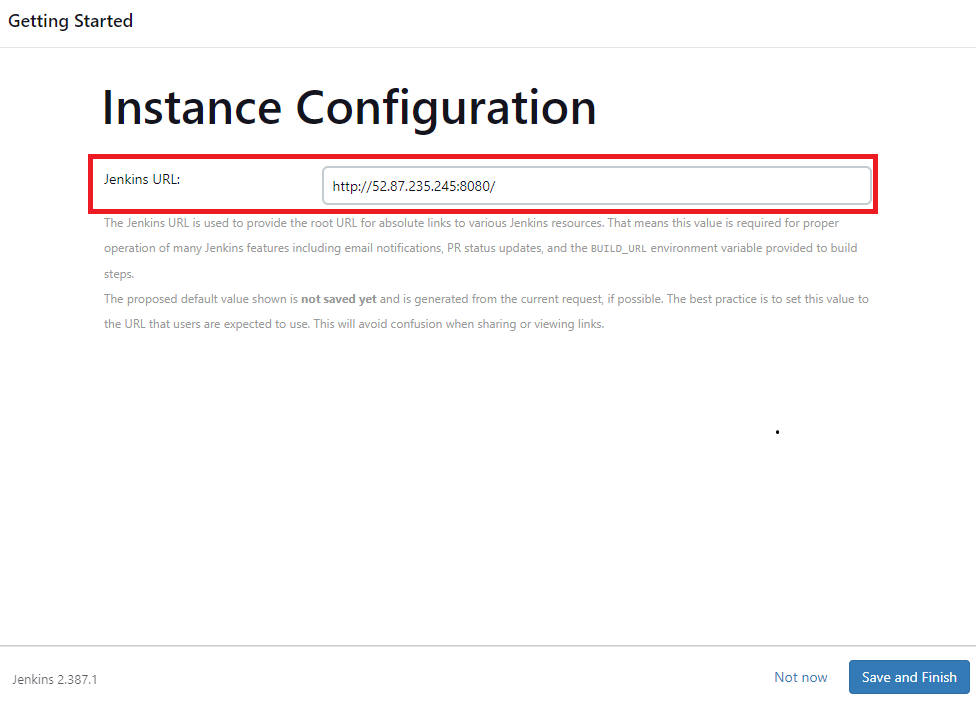 Getting Started
Instance Configuration
Jenkins URL:
http://52.87.235.245:8080/
The Jenkins URL is used to provide the root URL for absolute links to various Jenkins resources. That means this value is required for proper
operation of many Jenkins features including email notifications, PR status updates, and the BUILD_URL environment variable provided to build
steps.
The proposed default value shown is not saved yet and is generated from the current request, if possible. The best practice is to set this value to
the URL that users are expected to use. This will avoid confusion when sharing or viewing links.
Jenkins 2.387.1
Not now
Save and Finish